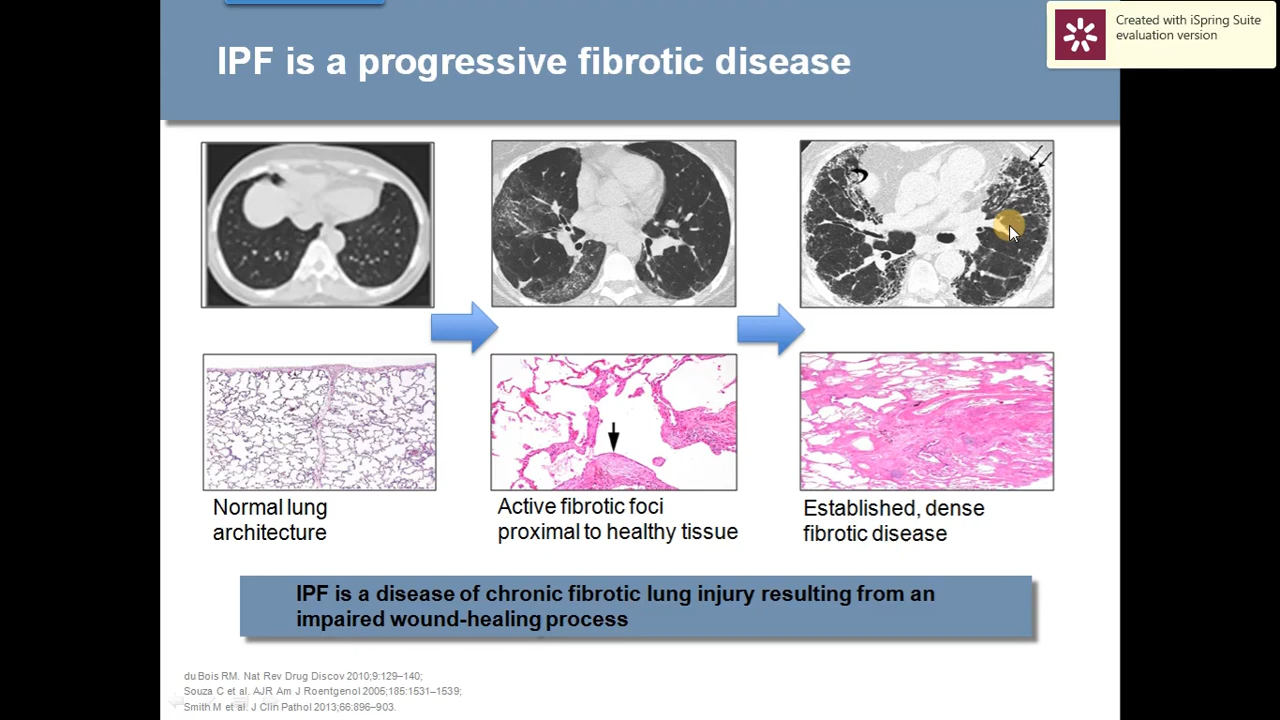 Created with iSpring Suite
evaluation version
IPF is a progressive fibrotic disease
Normal lung
architecture
Active fibrotic foci
proximal to healthy tissue
Established, dense
fibrotic disease
IPF is a disease of chronic fibrotic lung injury resulting from an
impaired wound-healing process
du Bois RM. Nat Rev Drug Discov 2010;9:129–140;
Souza C et al. AJR Am J Roentgenol 2005;185:1531–1539;
Smith M et al. J Clin Pathol 2013;66:896–903.